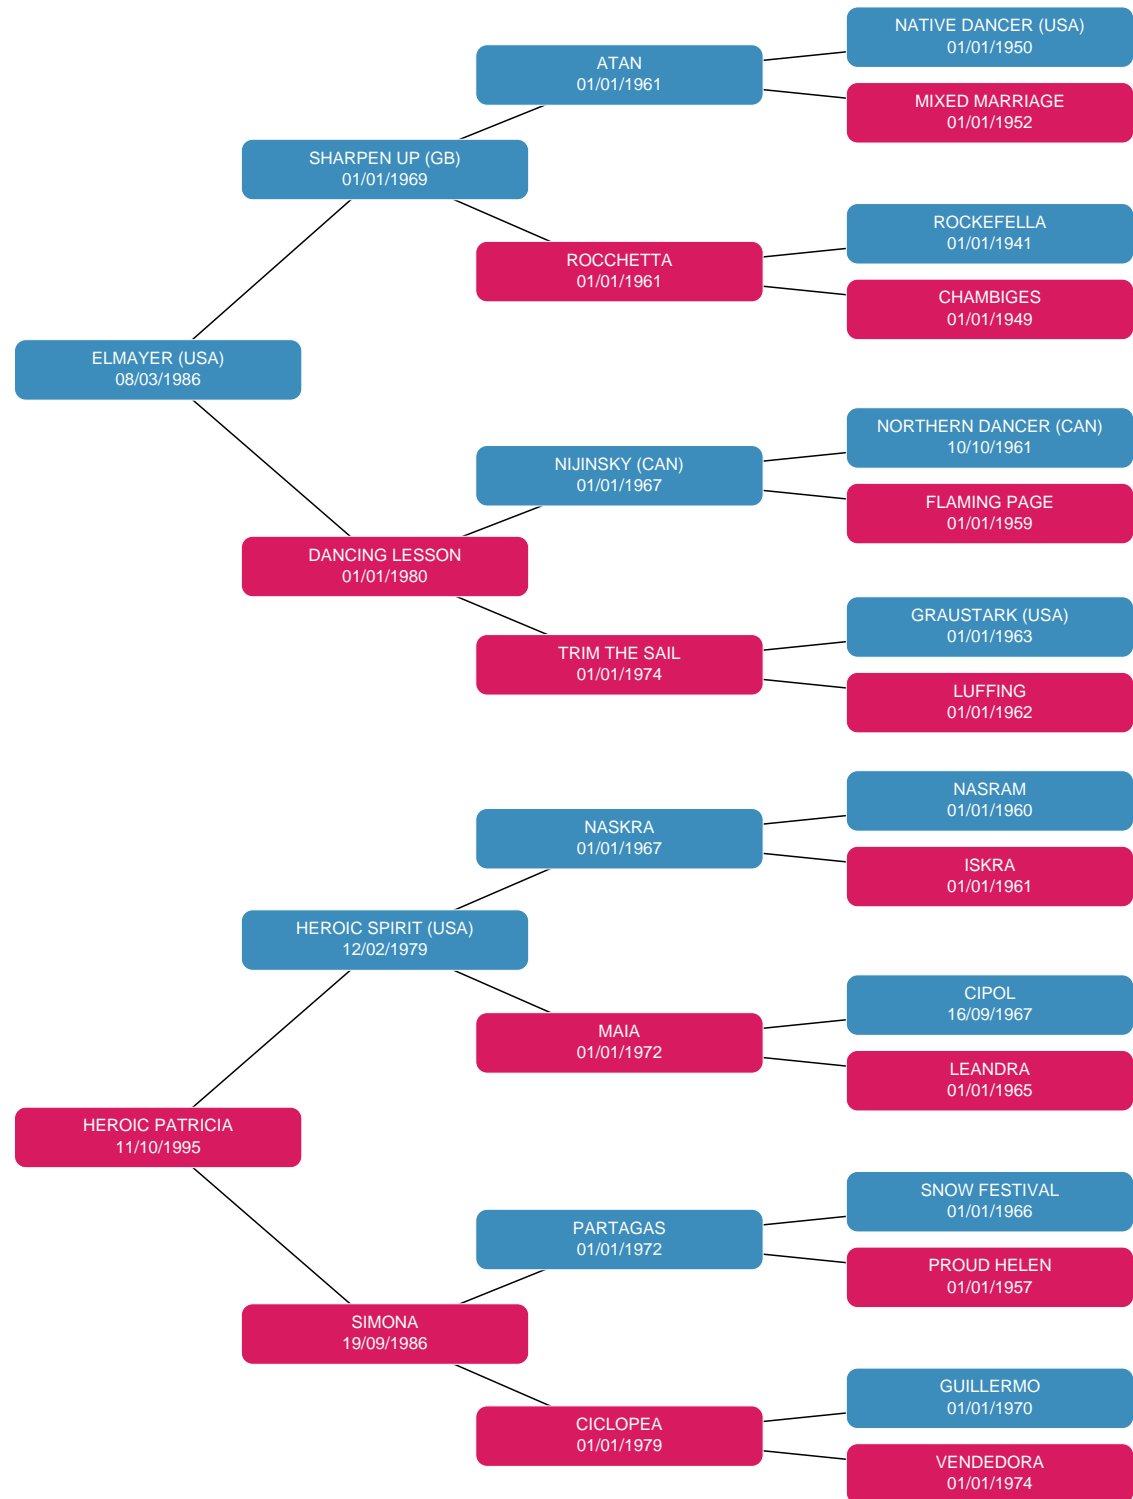 NATIVE DANCER (USA)
01/01/1950
ATAN
01/01/1961
MIXED MARRIAGE
01/01/1952
SHARPEN UP (GB)
01/01/1969
ROCKEFELLA
01/01/1941
ROCCHETTA
01/01/1961
CHAMBIGES
01/01/1949
ELMAYER (USA)
08/03/1986
NORTHERN DANCER (CAN)
10/10/1961
NIJINSKY (CAN)
01/01/1967
FLAMING PAGE
01/01/1959
DANCING LESSON
01/01/1980
GRAUSTARK (USA)
01/01/1963
TRIM THE SAIL
01/01/1974
LUFFING
01/01/1962
NASRAM
01/01/1960
NASKRA
01/01/1967
ISKRA
01/01/1961
HEROIC SPIRIT (USA)
12/02/1979
CIPOL
16/09/1967
MAIA
01/01/1972
LEANDRA
01/01/1965
HEROIC PATRICIA
11/10/1995
SNOW FESTIVAL
01/01/1966
PARTAGAS
01/01/1972
PROUD HELEN
01/01/1957
SIMONA
19/09/1986
GUILLERMO
01/01/1970
CICLOPEA
01/01/1979
VENDEDORA
01/01/1974